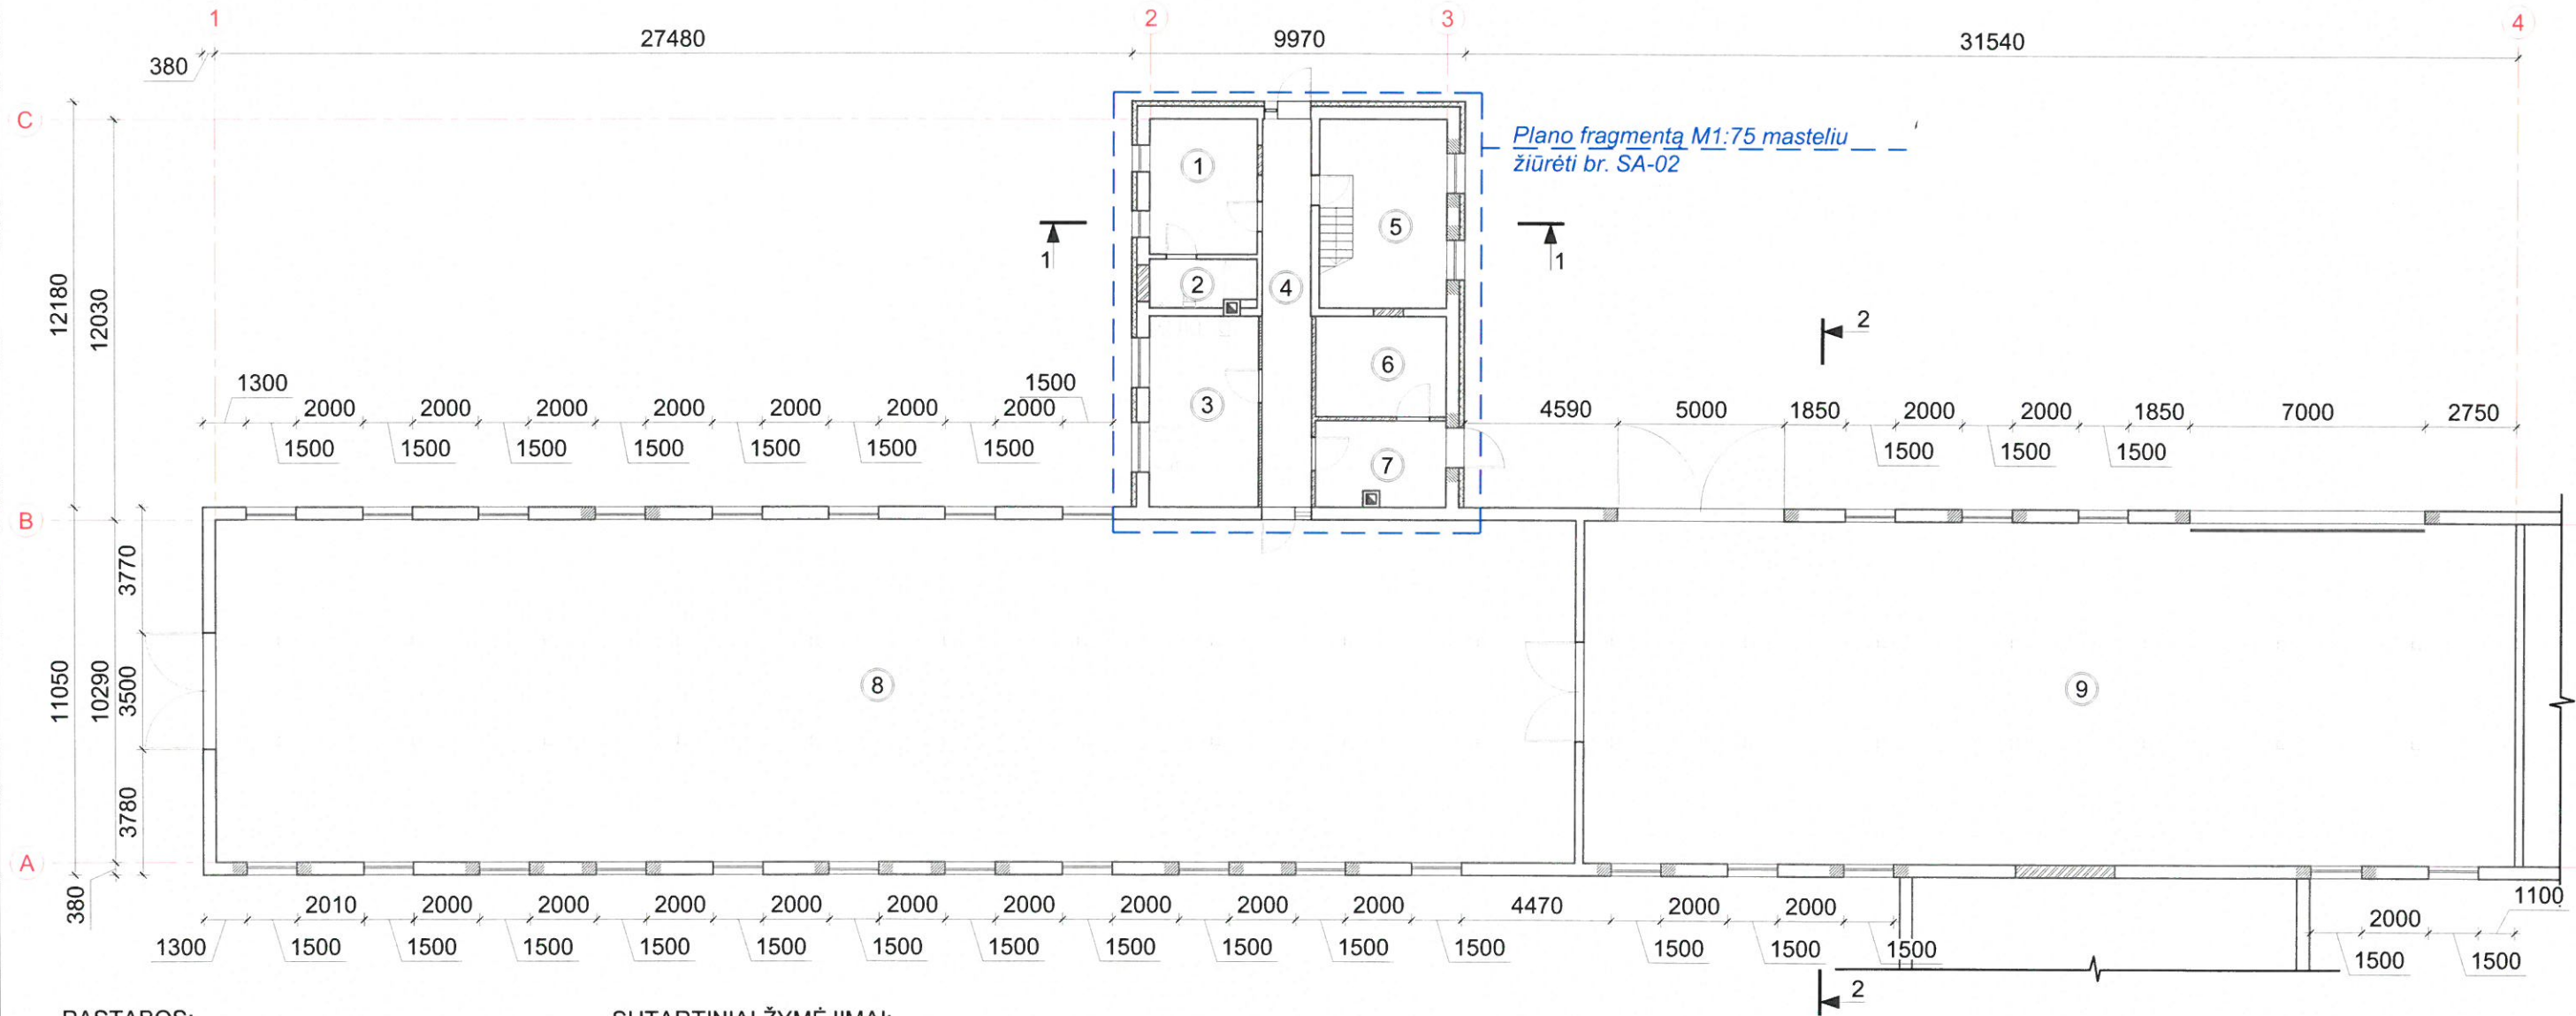 1 2 3 4
27480 9970 31540
380
C
Plano fragmentą M1:75 masteliu
žiūrėti br. SA-02
1
5
1 1
2
4
12180 12030
2
6
1300 1500
2000 2000 2000 2000 2000 2000 2000
3
4590 5000 1850 2000 2000 1850 7000 2750
1500 1500 1500 1500 1500 1500 1500
1500 1500 1500
7
B
3770
11050 10290 3500
8
9
3780
A
380
1100
2010 2000 2000 2000 2000 2000 2000 2000 2000 2000 4470 2000 2000 2000
1300 1500 1500 1500 1500 1500 1500 1500 1500 1500 1500 1500 1500 1500 1500 1500 1500
2
PASTABOS: SUTARTINIAI ŽYMĖJIMAI: